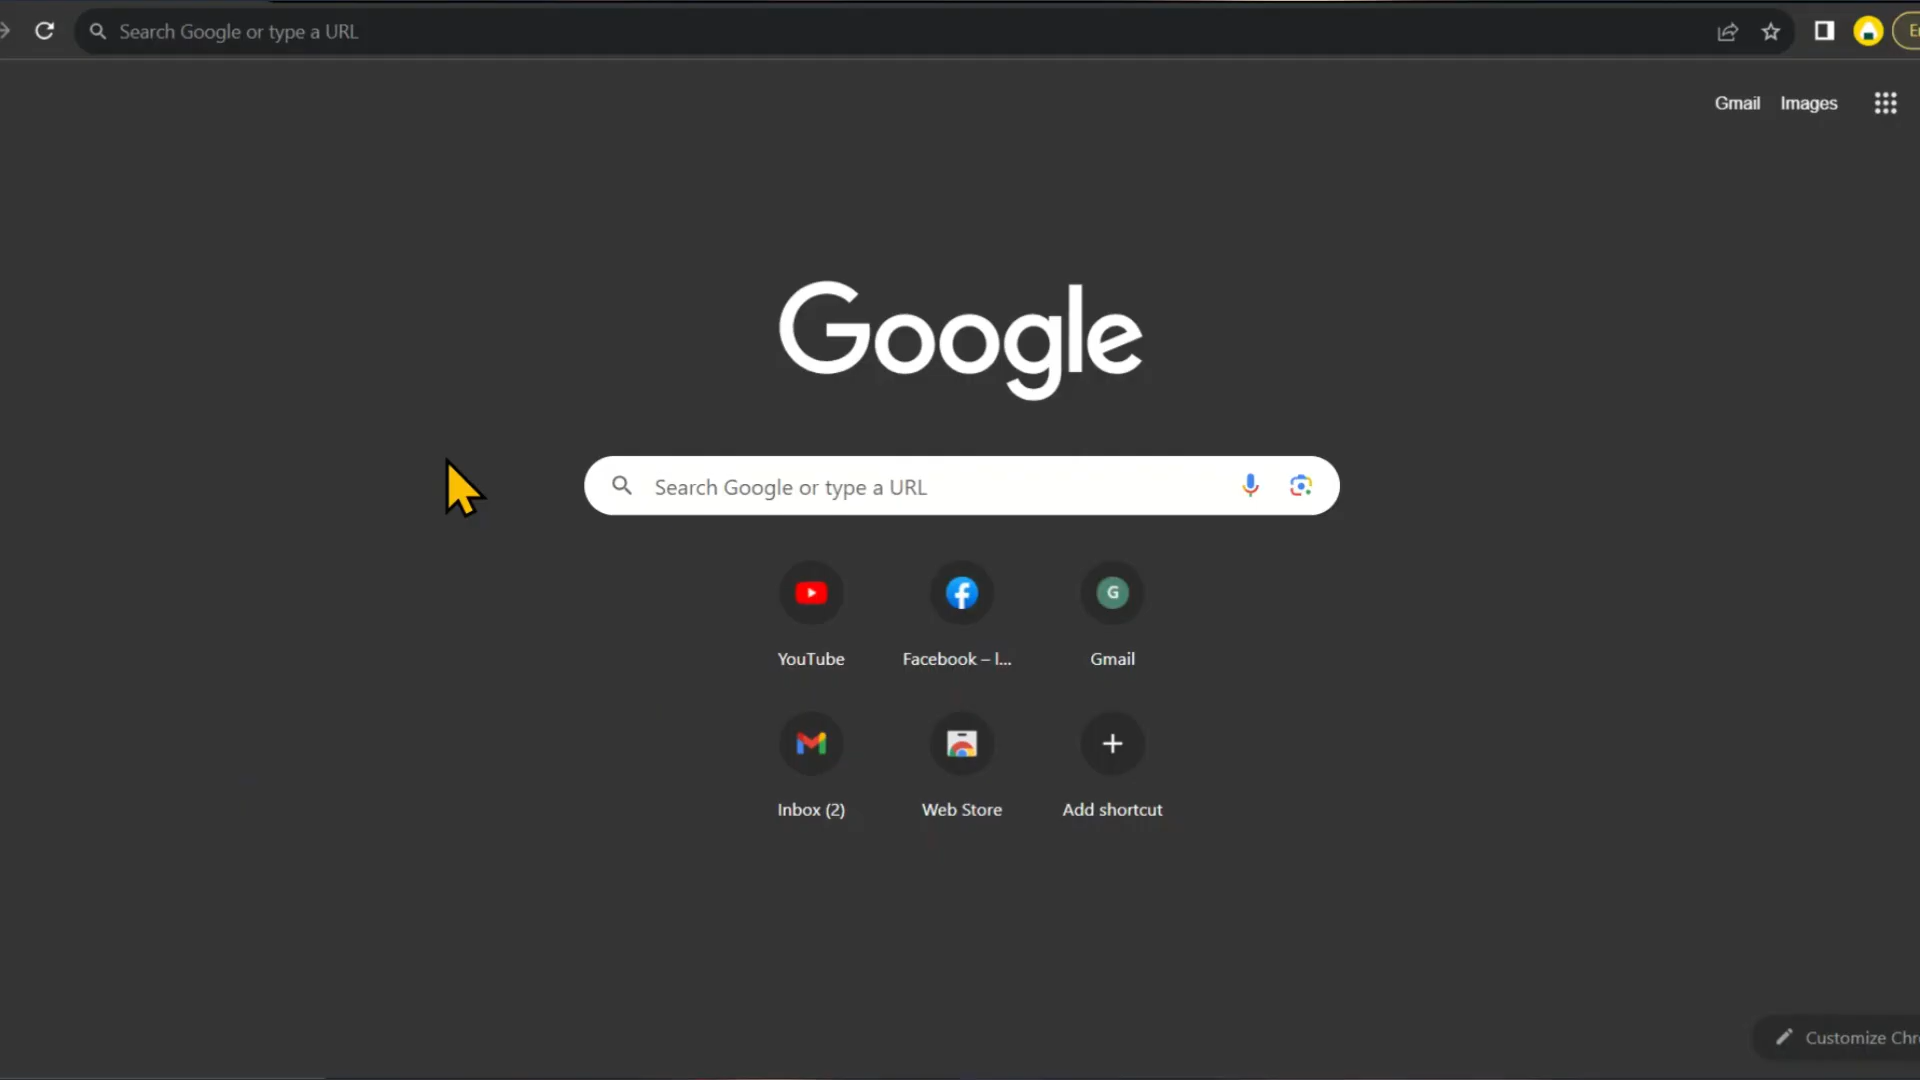 Search Google or type a URL
Gmail Images
Google
Search Google or type a URL
G
YouTube Facebook – l... Gmail
Inbox (2) Web Store Add shortcut
Customize